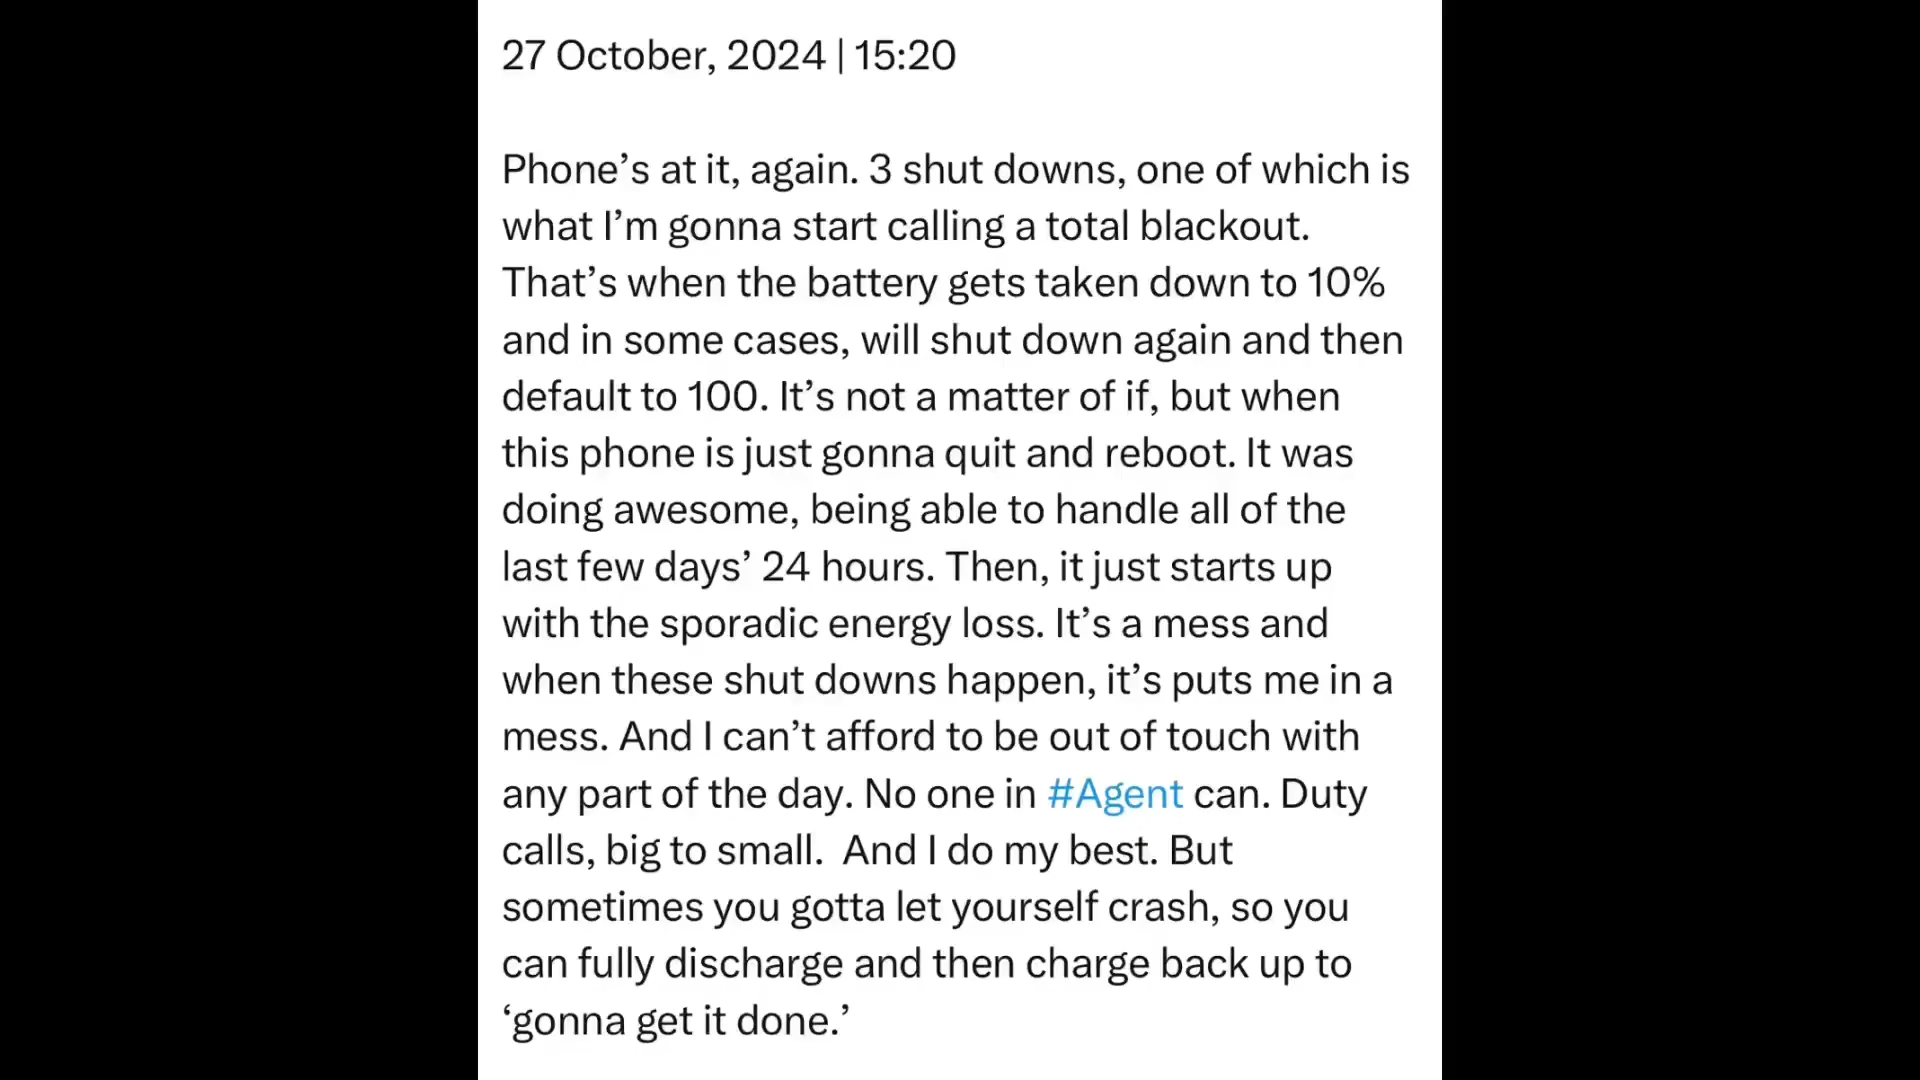 27 October, 2024 | 15:20
Phone’s at it, again. 3 shut downs, one of which is
what I’m gonna start calling a total blackout.
That’s when the battery gets taken down to 10%
and in some cases, will shut down again and then
default to 100. It’s not a matter of if, but when
this phone is just gonna quit and reboot. It was
doing awesome, being able to handle all of the
last few days’ 24 hours. Then, it just starts up
with the sporadic energy loss. It’s a mess and
when these shut downs happen, it’s puts me in a
mess. And I can’t afford to be out of touch with
any part of the day. No one in #Agent can. Duty
calls, big to small.  And I do my best. But
sometimes you gotta let yourself crash, so you
can fully discharge and then charge back up to
‘gonna get it done.’